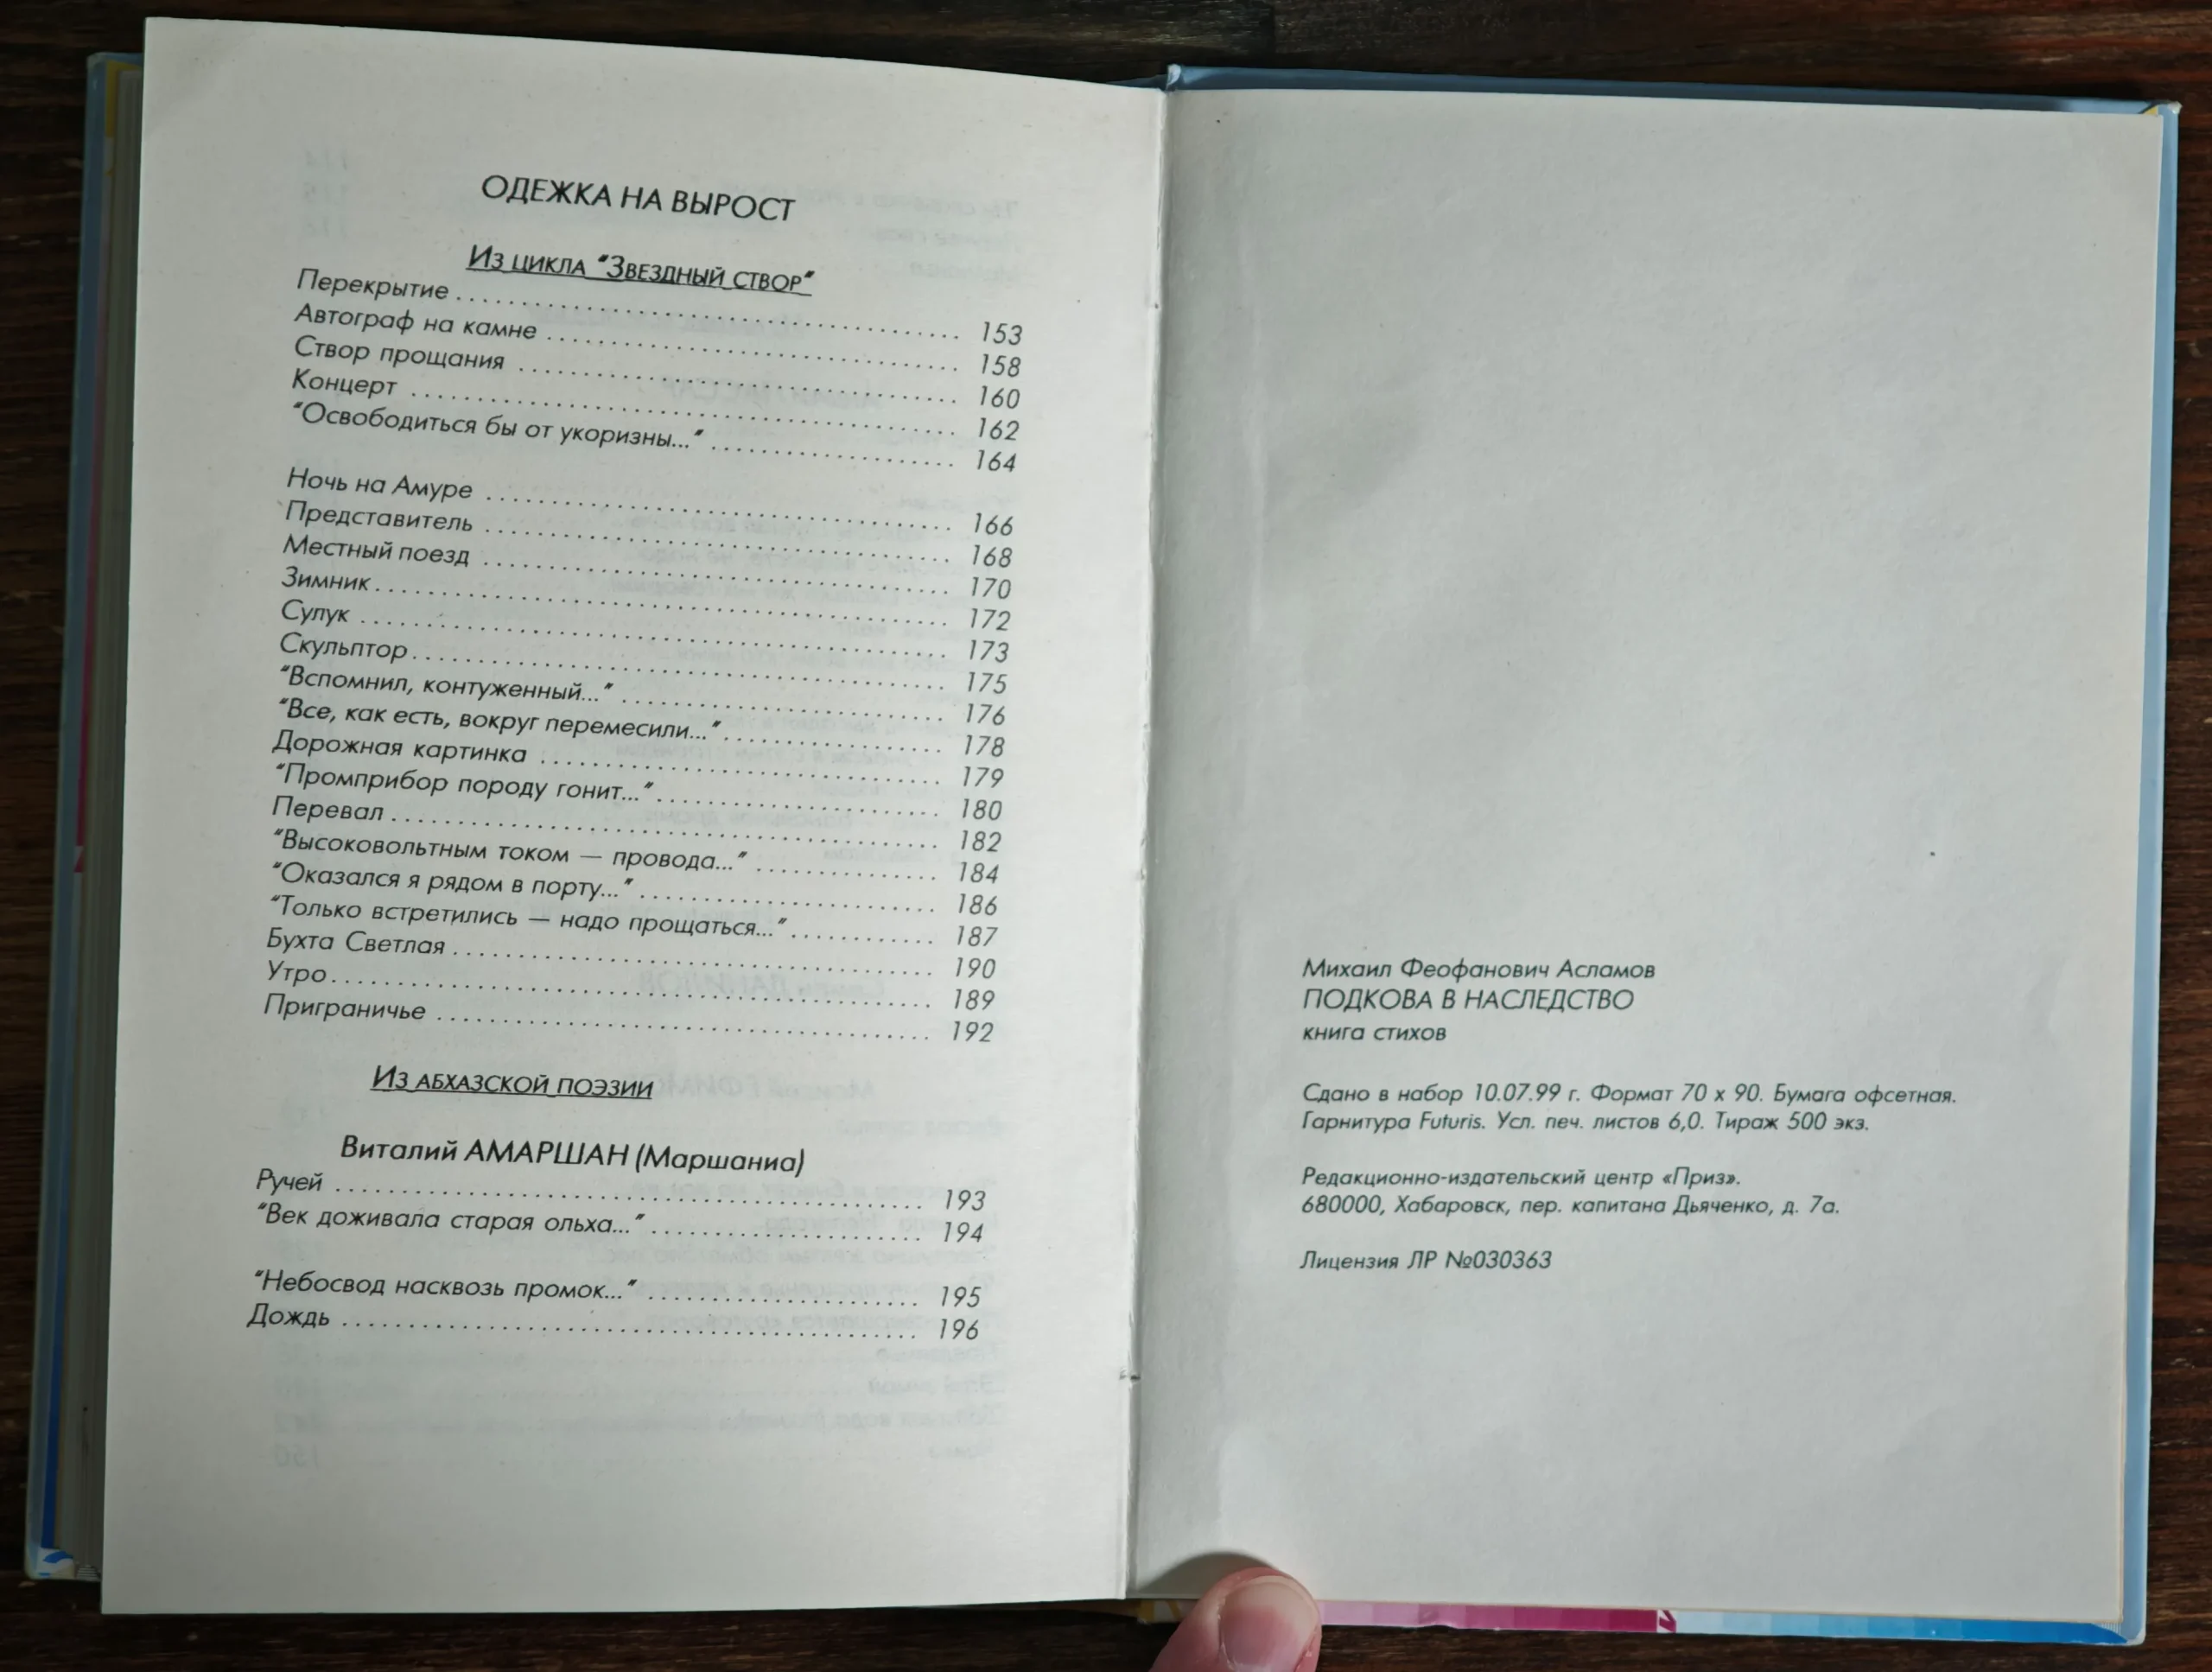 ОДЕЖКА НА ВЫРОСТ
Из цикла "Звездный створ"
Перекрытие 153
Автограф на камне 158
Створ прощания 160
Концерт 162
"Освободиться бы от укоризны..." 164
Ночь на Амуре 166
Представитель 168
Местный поезд 170
Зимник 172
Сулук 173
Скульптор 175
"Вспомнил, контуженный..." 176
"Все, как есть, вокруг перемесили..." 178
Дорожная картинка 179
"Промприбор породу гонит..." 180
Перевал 182
"Высоковольтным током — провода..." 184
"Оказался я рядом в порту..." 186
"Только встретились — надо прощаться..." 187
Бухта Светлая 190
Утро 189
Приграничье 192
Из абхазской поэзии
Виталий АМАРШАН (Маршаниа)
Ручей 193
"Век доживала старая ольха..." 194
"Небосвод насквозь промок..." 195
Дождь 196
Михаил Феофанович Асламов
ПОДКОВА В НАСЛЕДСТВО
книга стихов
Сдано в набор 10.07.99 г. Формат 70 х 90. Бумага офсетная.
Гарнитура Futuris. Усл. печ. листов 6,0. Тираж 500 экз.
Редакционно-издательский центр «Приз».
680000, Хабаровск, пер. капитана Дьяченко, д. 7а.
Лицензия ЛР №030363